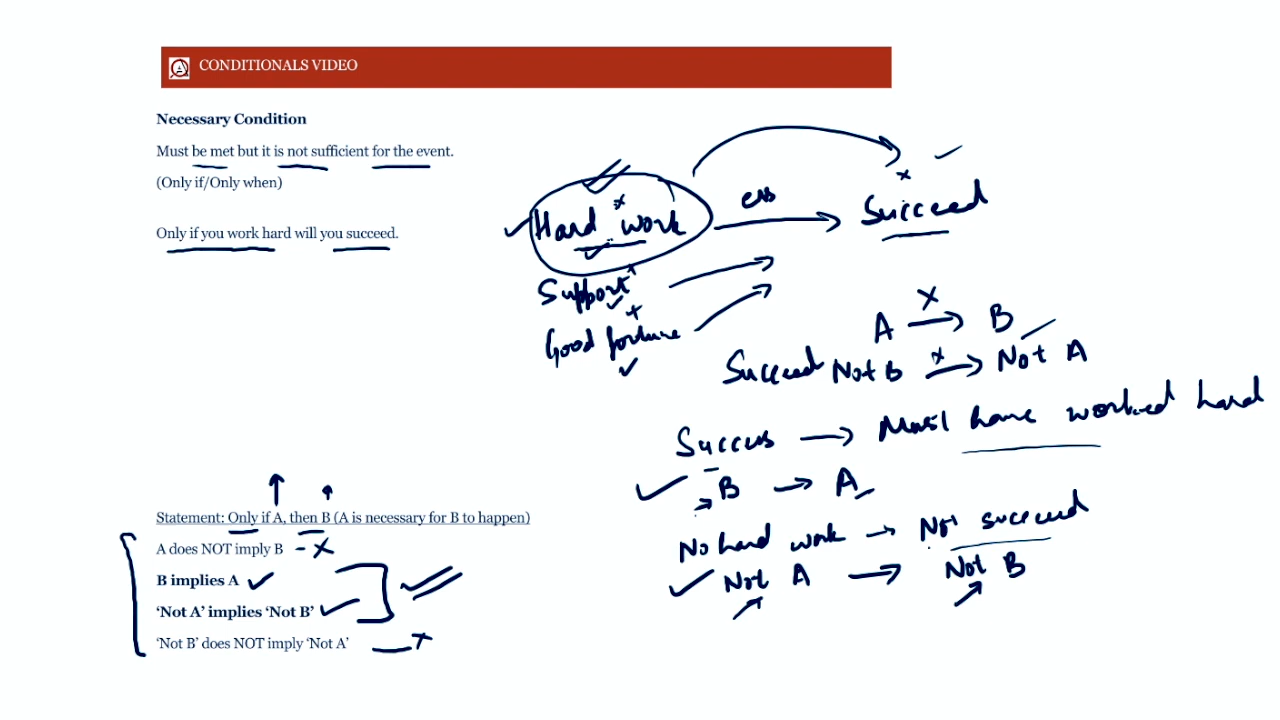 CONDITIONALS VIDEO
Necessary Condition
Must be met but it is not sufficient for the event.
(Only if/Only when)
Only if you work hard will you succeed.
Hard work
ess
Succeed
Support
Good fortune
A → B
Succeed Not B → Not A
Success → Must have worked hard
B → A
No hard work → Not succeed
Not A → Not B
Statement: Only if A, then B (A is necessary for B to happen)
A does NOT imply B - X
B implies A
‘Not A’ implies ‘Not B’
‘Not B’ does NOT imply ‘Not A’